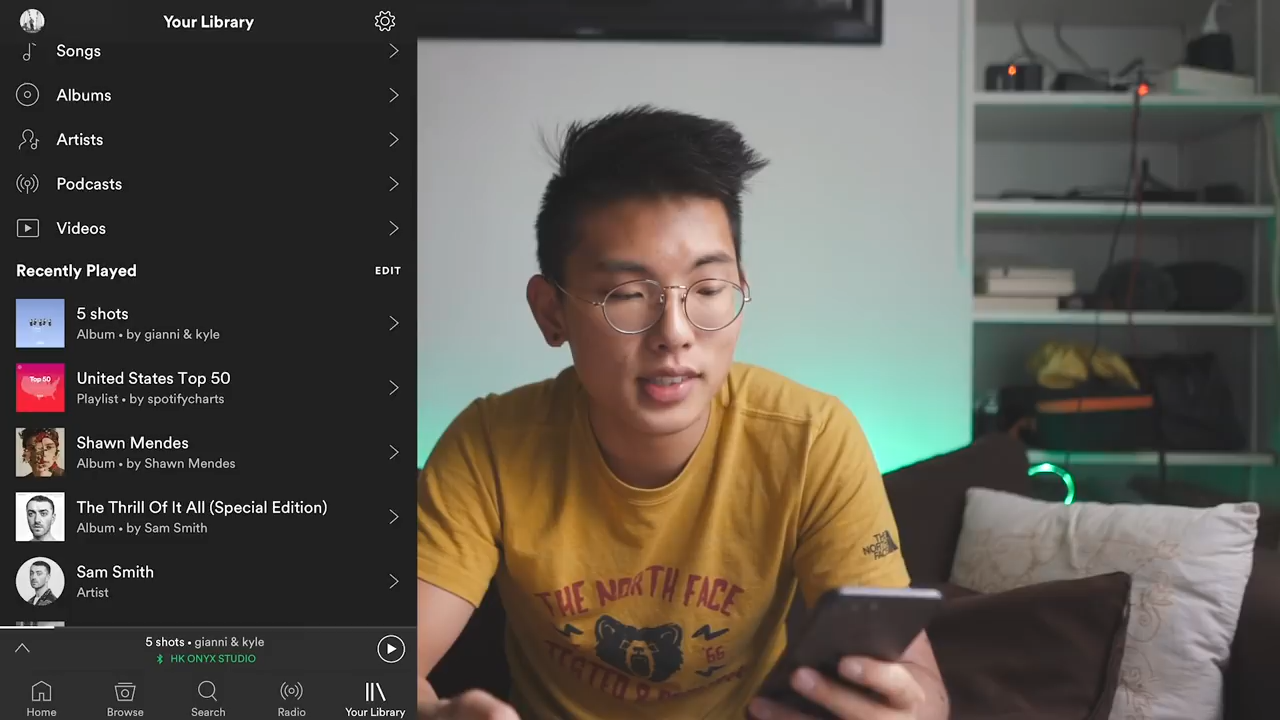 Your Library
Songs
Albums
Artists
Podcasts
Videos
Recently Played
EDIT
5 shots
Album • by gianni & kyle
Top 50
United States Top 50
Playlist • by spotifycharts
Shawn Mendes
Album • by Shawn Mendes
The Thrill Of It All (Special Edition)
Album • by Sam Smith
Sam Smith
Artist
5 shots • gianni & kyle
HK ONYX STUDIO
Home
Browse
Search
Radio
Your Library
THE NORTH FACE
THE NORTH FACE
'66
TESTED &